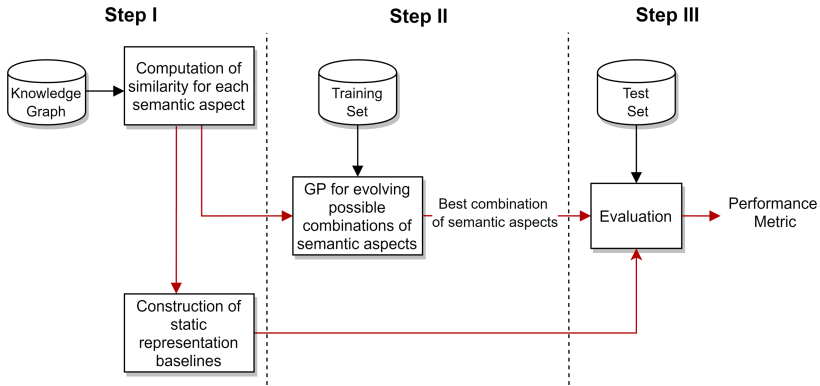 Step I
Step II
Step III
Knowledge
Graph
Computation of
similarity for each
semantic aspect
Training
Set
Test
Set
GP for evolving
possible
combinations of
semantic aspects
Best combination
of semantic aspects
Evaluation
Performance
Metric
Construction of
static
representation
baselines